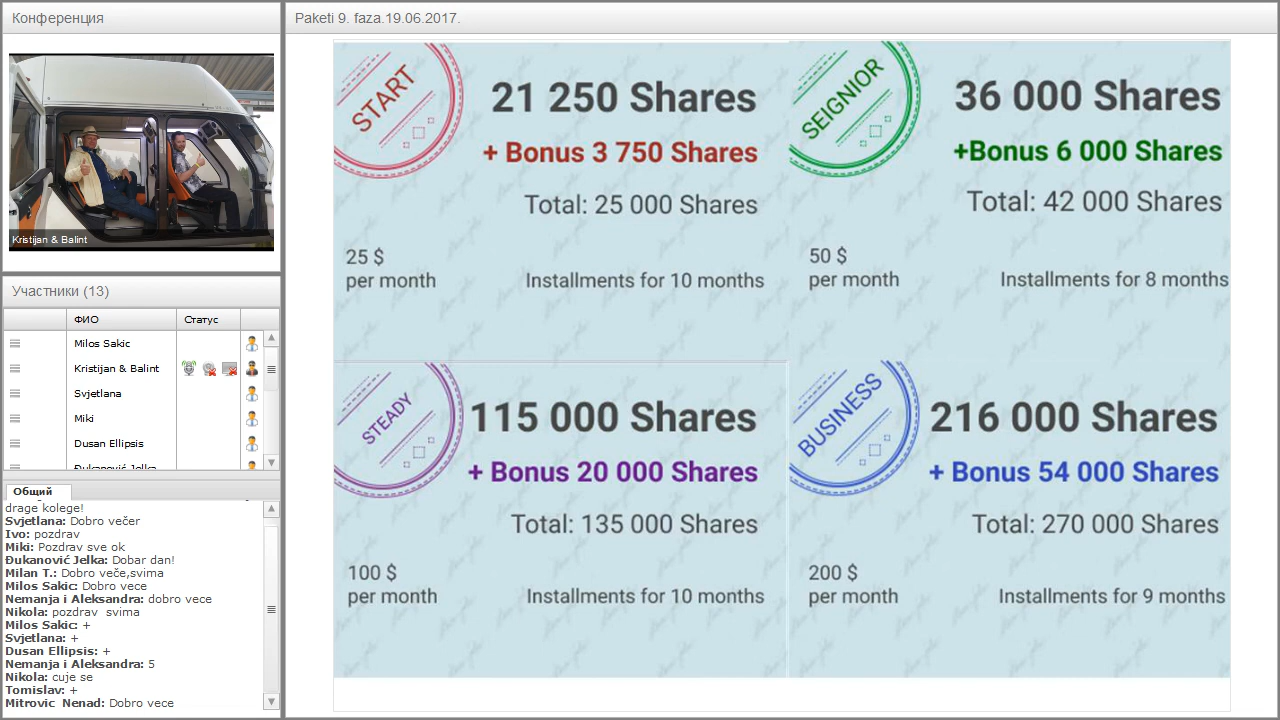 Конференция
Kristijan & Balint
Участники (13)
ФИО
Статус
Milos Sakic
Kristijan & Balint
Svjetlana
Miki
Dusan Ellipsis
Đukanović Jelka
Общий
drage kolege!
Svjetlana: Dobro večer
Ivo: pozdrav
Miki: Pozdrav sve ok
Đukanović Jelka: Dobar dan!
Milan T.: Dobro veče,svima
Milos Sakic: Dobro vece
Nemanja i Aleksandra: dobro vece
Nikola: pozdrav  svima
Milos Sakic: +
Svjetlana: +
Dusan Ellipsis: +
Nemanja i Aleksandra: 5
Nikola: cuje se
Tomislav: +
Mitrovic  Nenad: Dobro vece
Paketi 9. faza.19.06.2017.
START
21 250 Shares
+ Bonus 3 750 Shares
Total: 25 000 Shares
25 $
per month
Installments for 10 months
SEIGNIOR
36 000 Shares
+Bonus 6 000 Shares
Total: 42 000 Shares
50 $
per month
Installments for 8 months
STEADY
115 000 Shares
+ Bonus 20 000 Shares
Total: 135 000 Shares
100 $
per month
Installments for 10 months
BUSINESS
216 000 Shares
+ Bonus 54 000 Shares
Total: 270 000 Shares
200 $
per month
Installments for 9 months